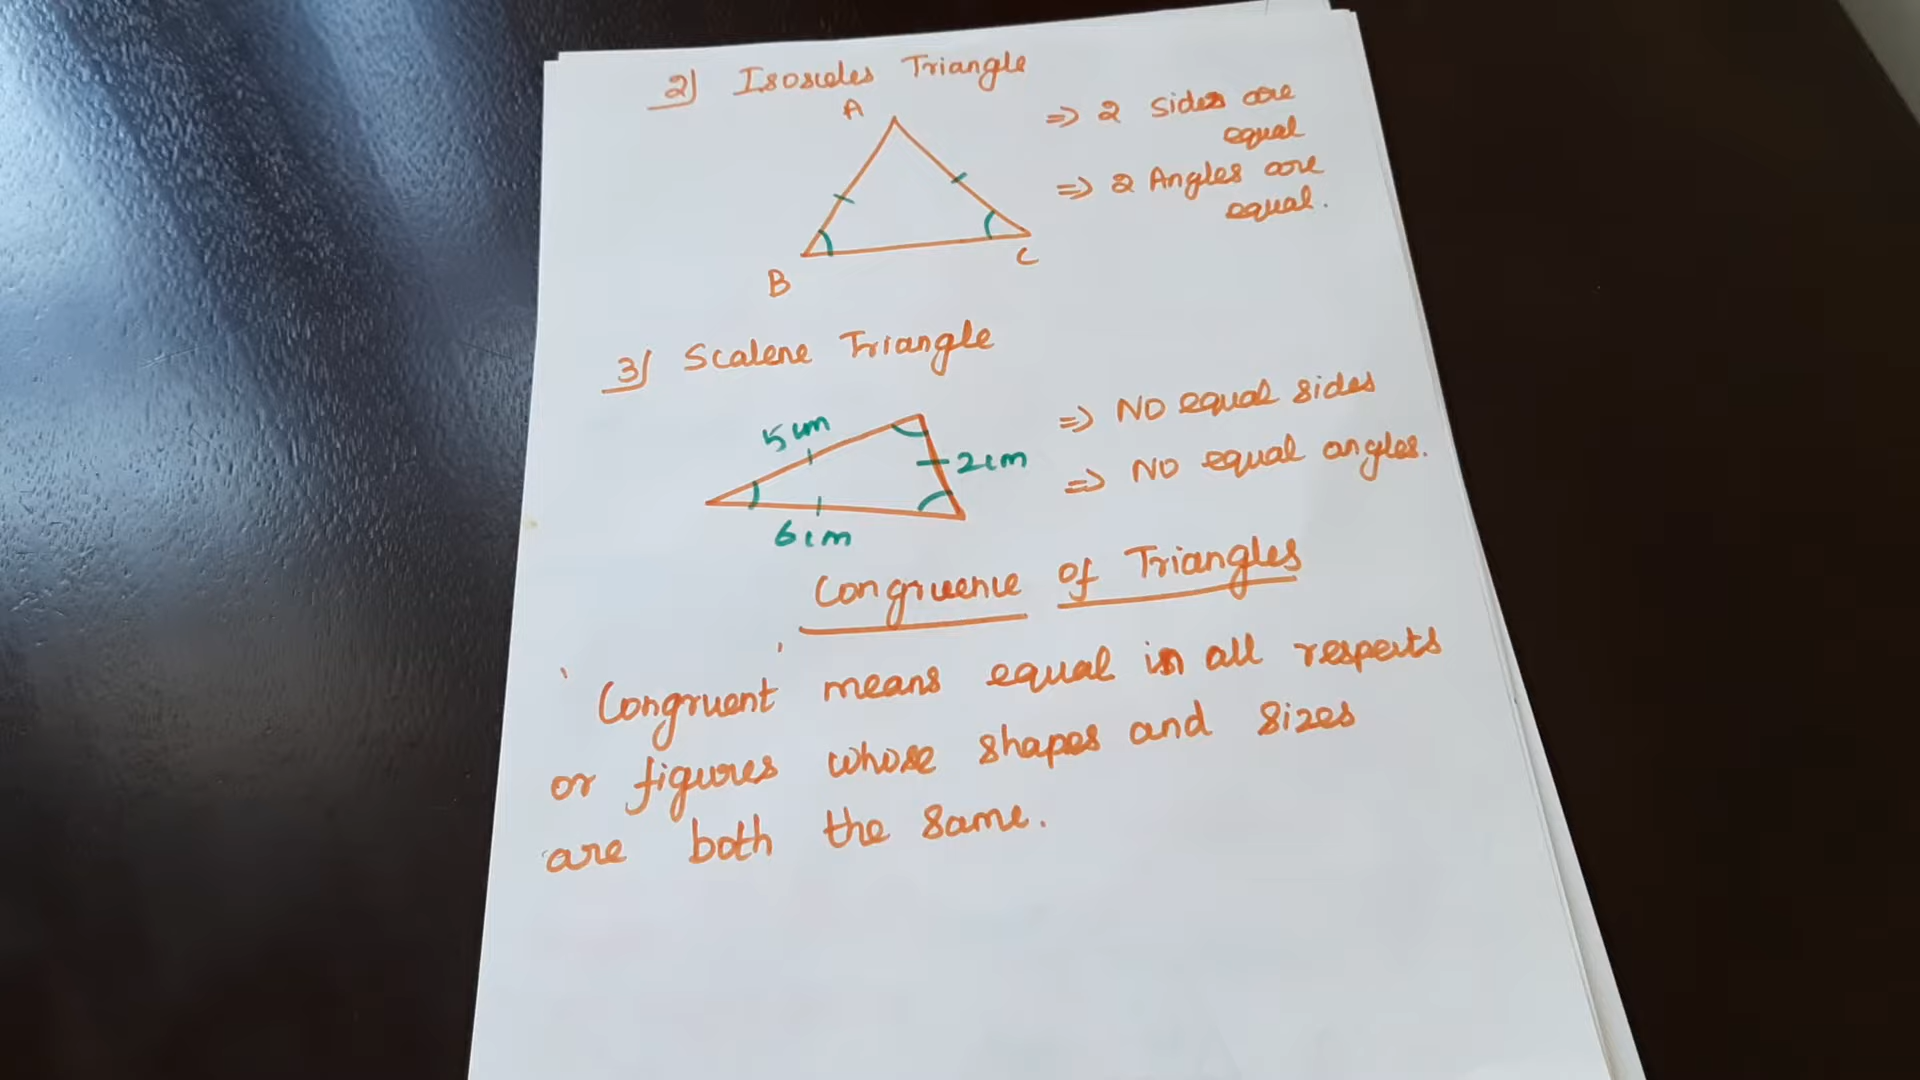 2) Isosceles Triangle
A
⇒ 2 sides are
equal
⇒ 2 Angles are
equal.
B
C
3) Scalene Triangle
5cm
2cm
6cm
⇒ NO equal sides
⇒ NO equal angles.
Congruence of Triangles
'Congruent' means equal in all respects
or figures whose shapes and sizes
are both the same.